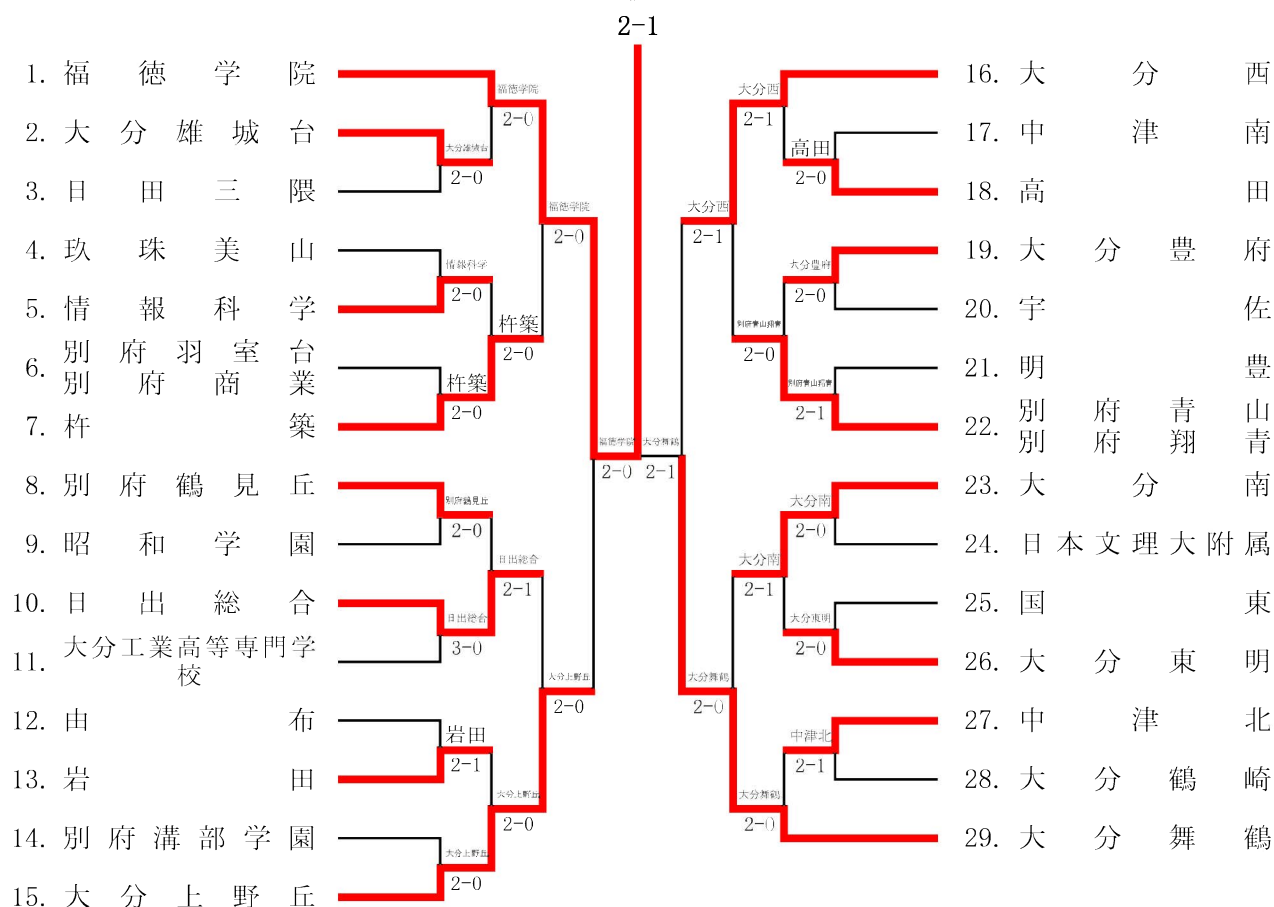 2-1
1. 福徳学院
2. 大分雄城台
3. 日田三隈
4. 玖珠美山
5. 情報科学
6. 別府羽室台
別府商業
7. 杵築
8. 別府鶴見丘
9. 昭和学園
10. 日出総合
11. 大分工業高等専門学
校
12. 由布
13. 岩田
14. 別府溝部学園
15. 大分上野丘
大分雄城台
2-0
情報科学
2-0
杵築
2-0
別府鶴見丘
2-0
日出総合
3-0
岩田
2-1
大分上野丘
2-0
福徳学院
2-0
杵築
2-0
日出総合
2-1
大分上野丘
2-0
福徳学院
2-0
大分上野丘
2-0
福徳学院
2-0
大分舞鶴
2-1
大分西
2-1
大分舞鶴
2-0
大分西
2-1
別府青山翔青
2-0
大分南
2-1
大分舞鶴
2-0
高田
2-0
大分豊府
2-0
別府青山翔青
2-1
大分南
2-0
大分東明
2-0
中津北
2-1
16. 大分西
17. 中津南
18. 高田
19. 大分豊府
20. 宇佐
21. 明豊
22. 別府青山
別府翔青
23. 大分南
24. 日本文理大附属
25. 国東
26. 大分東明
27. 中津北
28. 大分鶴崎
29. 大分舞鶴